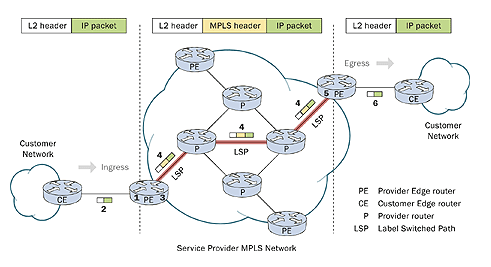 L2 header IP packet
L2 header MPLS header IP packet
L2 header IP packet
PE
Egress
P
5 PE
CE
6
4
4
4
Customer
Network
LSP
Customer
Network
P
LSP
P
LSP
Ingress
CE
2
1 PE 3
P
PE
PE Provider Edge router
CE Customer Edge router
P Provider router
LSP Label Switched Path
Service Provider MPLS Network